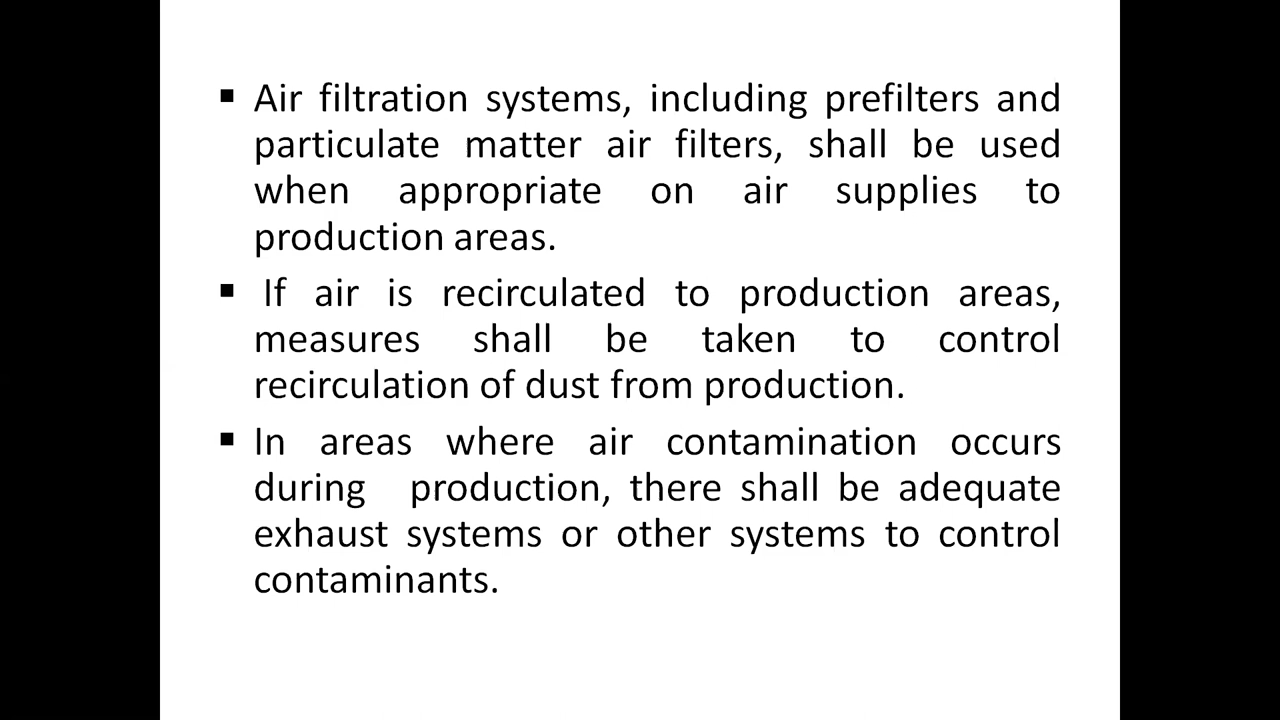 ▪ Air filtration systems, including prefilters and
particulate matter air filters, shall be used
when appropriate on air supplies to
production areas.
▪ If air is recirculated to production areas,
measures shall be taken to control
recirculation of dust from production.
▪ In areas where air contamination occurs
during production, there shall be adequate
exhaust systems or other systems to control
contaminants.